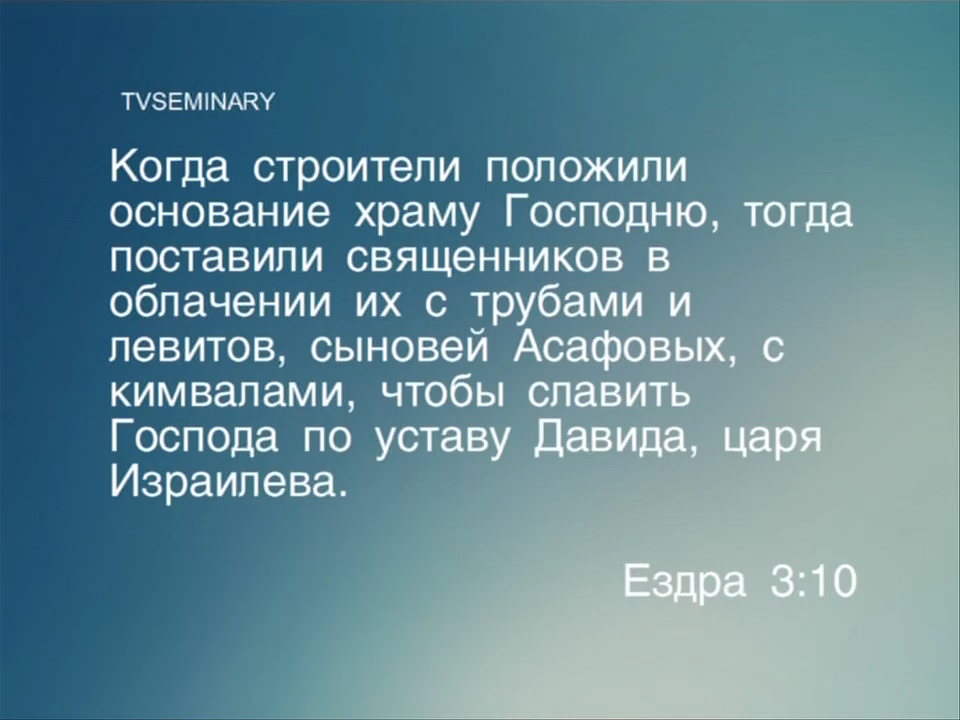 TVSEMINARY
Когда строители положили
основание храму Господню, тогда
поставили священников в
облачении их с трубами и
левитов, сыновей Асафовых, с
кимвалами, чтобы славить
Господа по уставу Давида, царя
Израилева.
Ездра 3:10